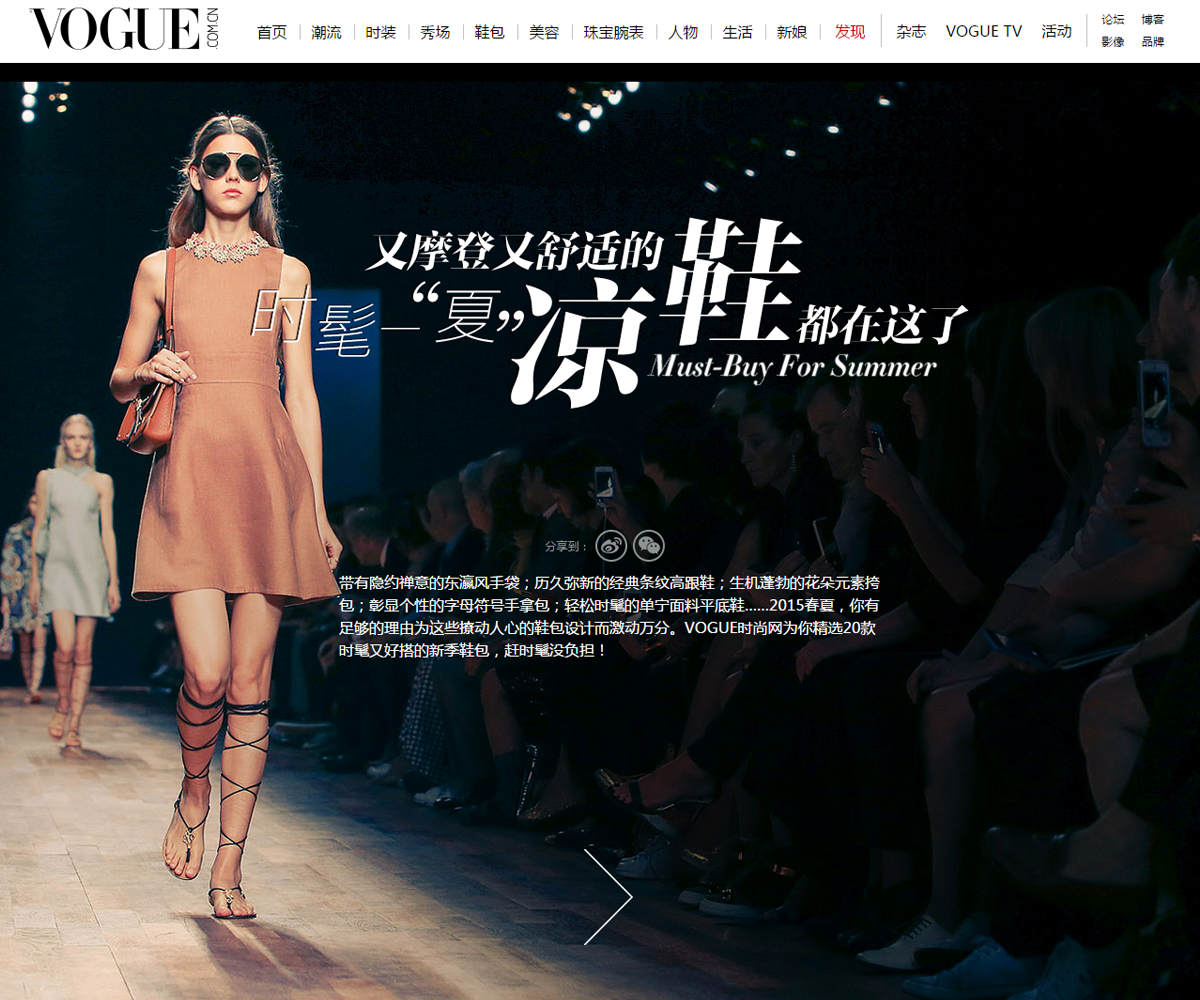 VOGUE.COM.CN
首页 潮流 时装 秀场 鞋包 美容 珠宝腕表 人物 生活 新娘 发现 杂志 VOGUE TV 活动
论坛 博客
影像 品牌
又摩登又舒适的
时髦一“夏”
凉鞋
都在这了
Must-Buy For Summer
分享到：
带有隐约禅意的东瀛风手袋；历久弥新的经典条纹高跟鞋；生机蓬勃的花朵元素挎
包；彰显个性的字母符号手拿包；轻松时髦的单宁面料平底鞋......2015春夏，你有
足够的理由为这些撩动人心的鞋包设计而激动万分。VOGUE时尚网为你精选20款
时髦又好搭的新季鞋包，赶时髦没负担！